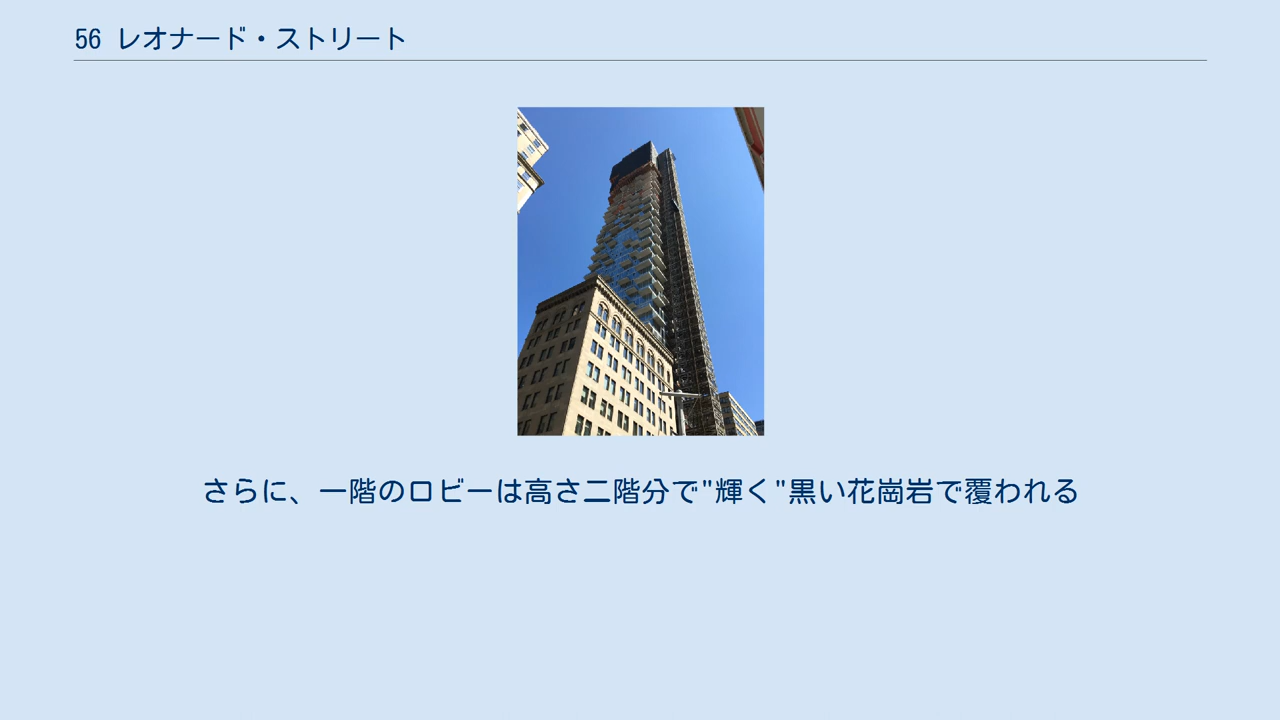 56 レオナード・ストリート
さらに、一階のロビーは高さ二階分で"輝く"黒い花崗岩で覆われる